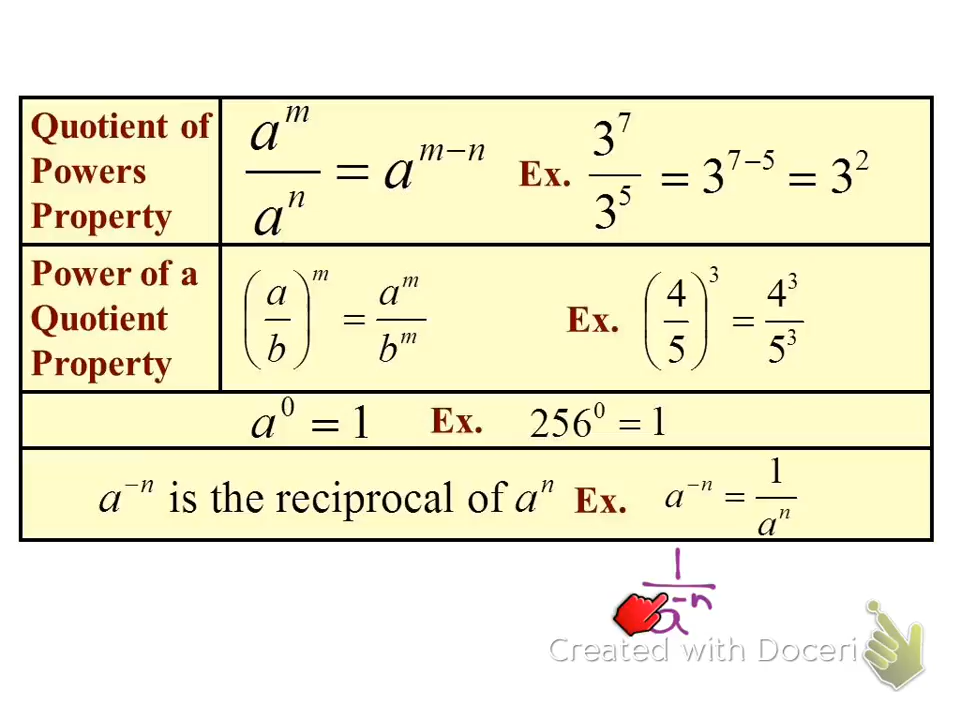 Quotient of
Powers
Property
a^m / a^n = a^(m−n) Ex. 3^7 / 3^5 = 3^(7−5) = 3^2
Power of a
Quotient
Property
(a/b)^m = a^m / b^m Ex. (4/5)^3 = 4^3 / 5^3
a^0 = 1 Ex. 256^0 = 1
a^−n is the reciprocal of a^n Ex. a^−n = 1 / a^n
1 / a^−n
Created with Doceri